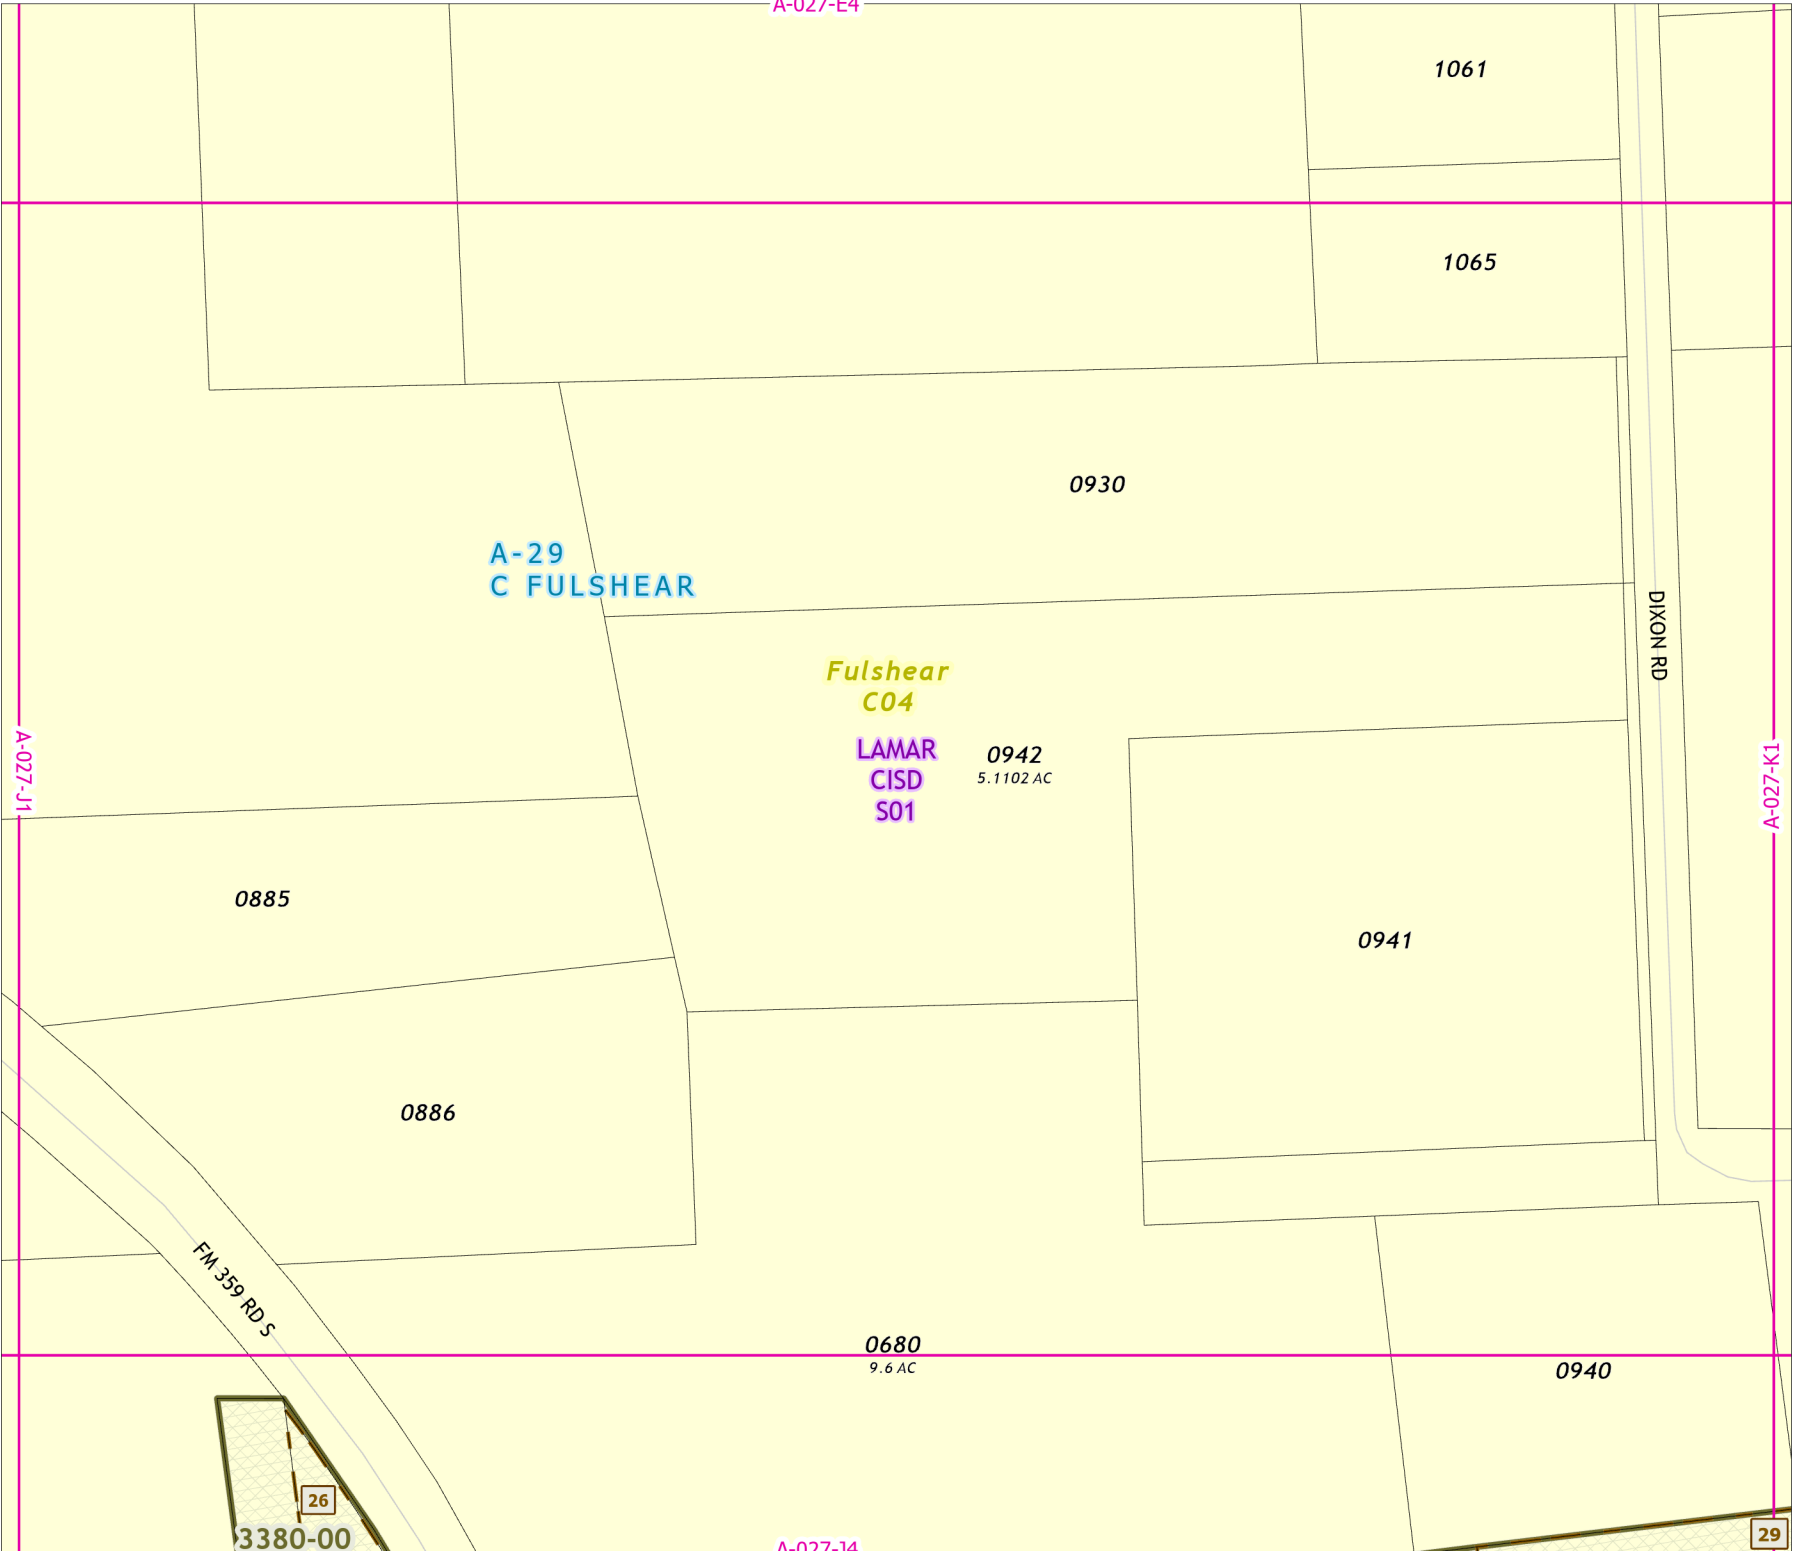 A-027-E4
1061
1065
0930
A-29
C FULSHEAR
DIXON RD
Fulshear
C04
LAMAR
CISD
S01
0942
5.1102 AC
A-027-J1
A-027-K1
0885
0941
0886
FM 359 RD S
0680
9.6 AC
0940
26
3380-00
29
A-027-J4